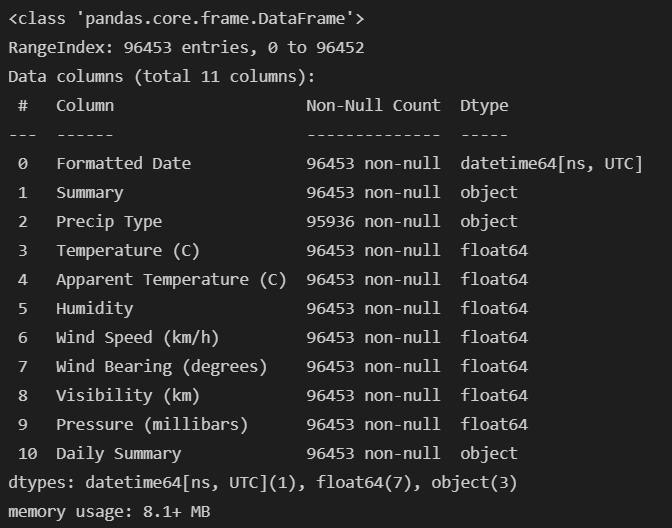 <class 'pandas.core.frame.DataFrame'>
RangeIndex: 96453 entries, 0 to 96452
Data columns (total 11 columns):
 #   Column                    Non-Null Count  Dtype
---  ------                    --------------  -----
 0   Formatted Date            96453 non-null  datetime64[ns, UTC]
 1   Summary                   96453 non-null  object
 2   Precip Type               95936 non-null  object
 3   Temperature (C)           96453 non-null  float64
 4   Apparent Temperature (C)  96453 non-null  float64
 5   Humidity                  96453 non-null  float64
 6   Wind Speed (km/h)         96453 non-null  float64
 7   Wind Bearing (degrees)    96453 non-null  float64
 8   Visibility (km)           96453 non-null  float64
 9   Pressure (millibars)      96453 non-null  float64
 10  Daily Summary             96453 non-null  object
dtypes: datetime64[ns, UTC](1), float64(7), object(3)
memory usage: 8.1+ MB